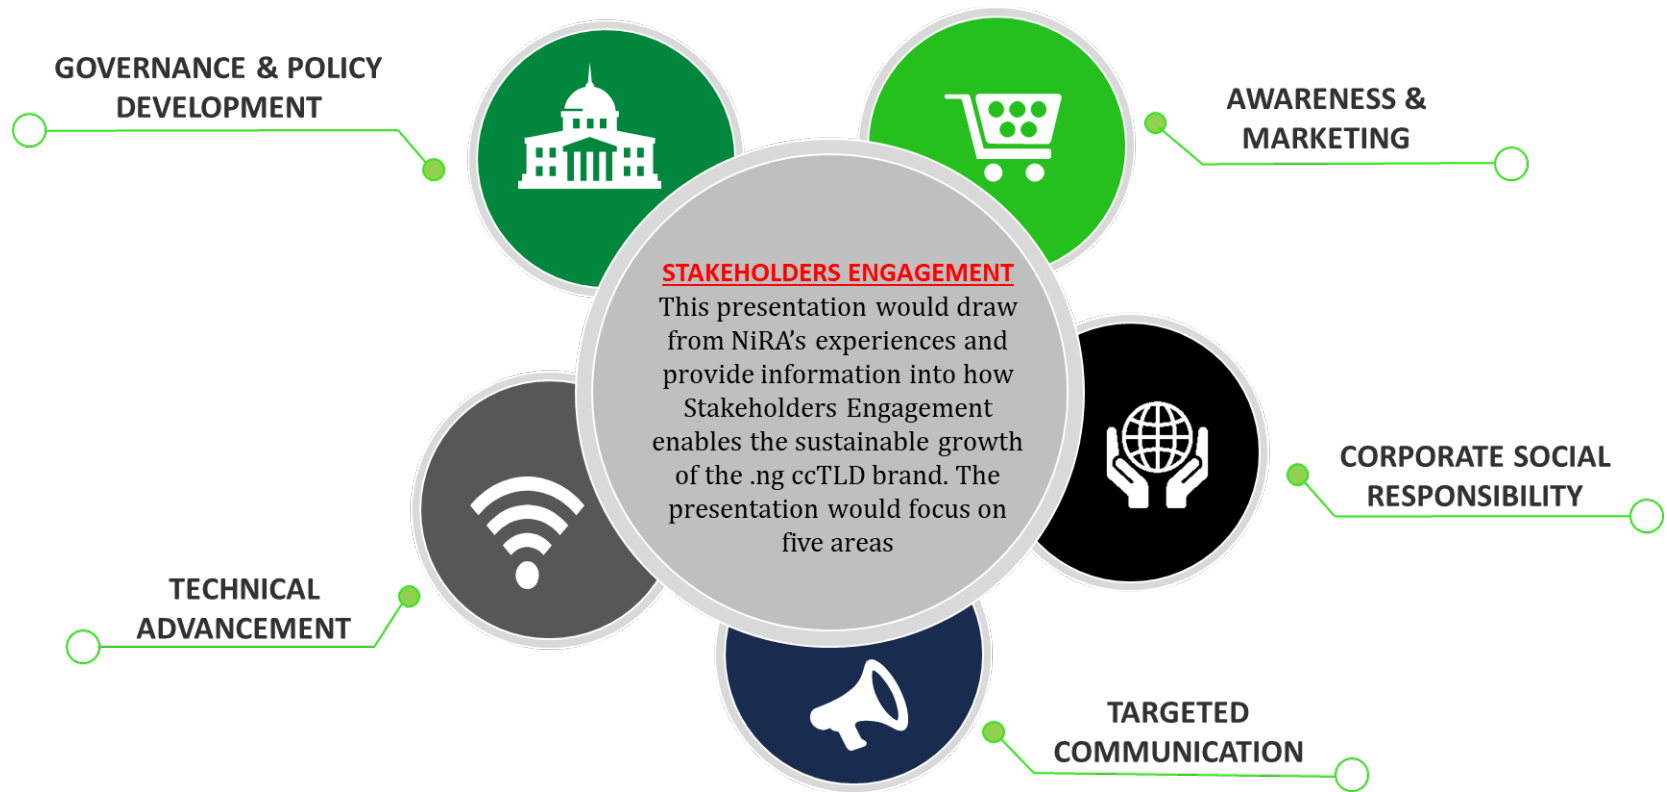 GOVERNANCE & POLICY
DEVELOPMENT
AWARENESS &
MARKETING
STAKEHOLDERS ENGAGEMENT
This presentation would draw
from NiRA’s experiences and
provide information into how
Stakeholders Engagement
enables the sustainable growth
of the .ng ccTLD brand. The
presentation would focus on
five areas
CORPORATE SOCIAL
RESPONSIBILITY
TECHNICAL
ADVANCEMENT
TARGETED
COMMUNICATION